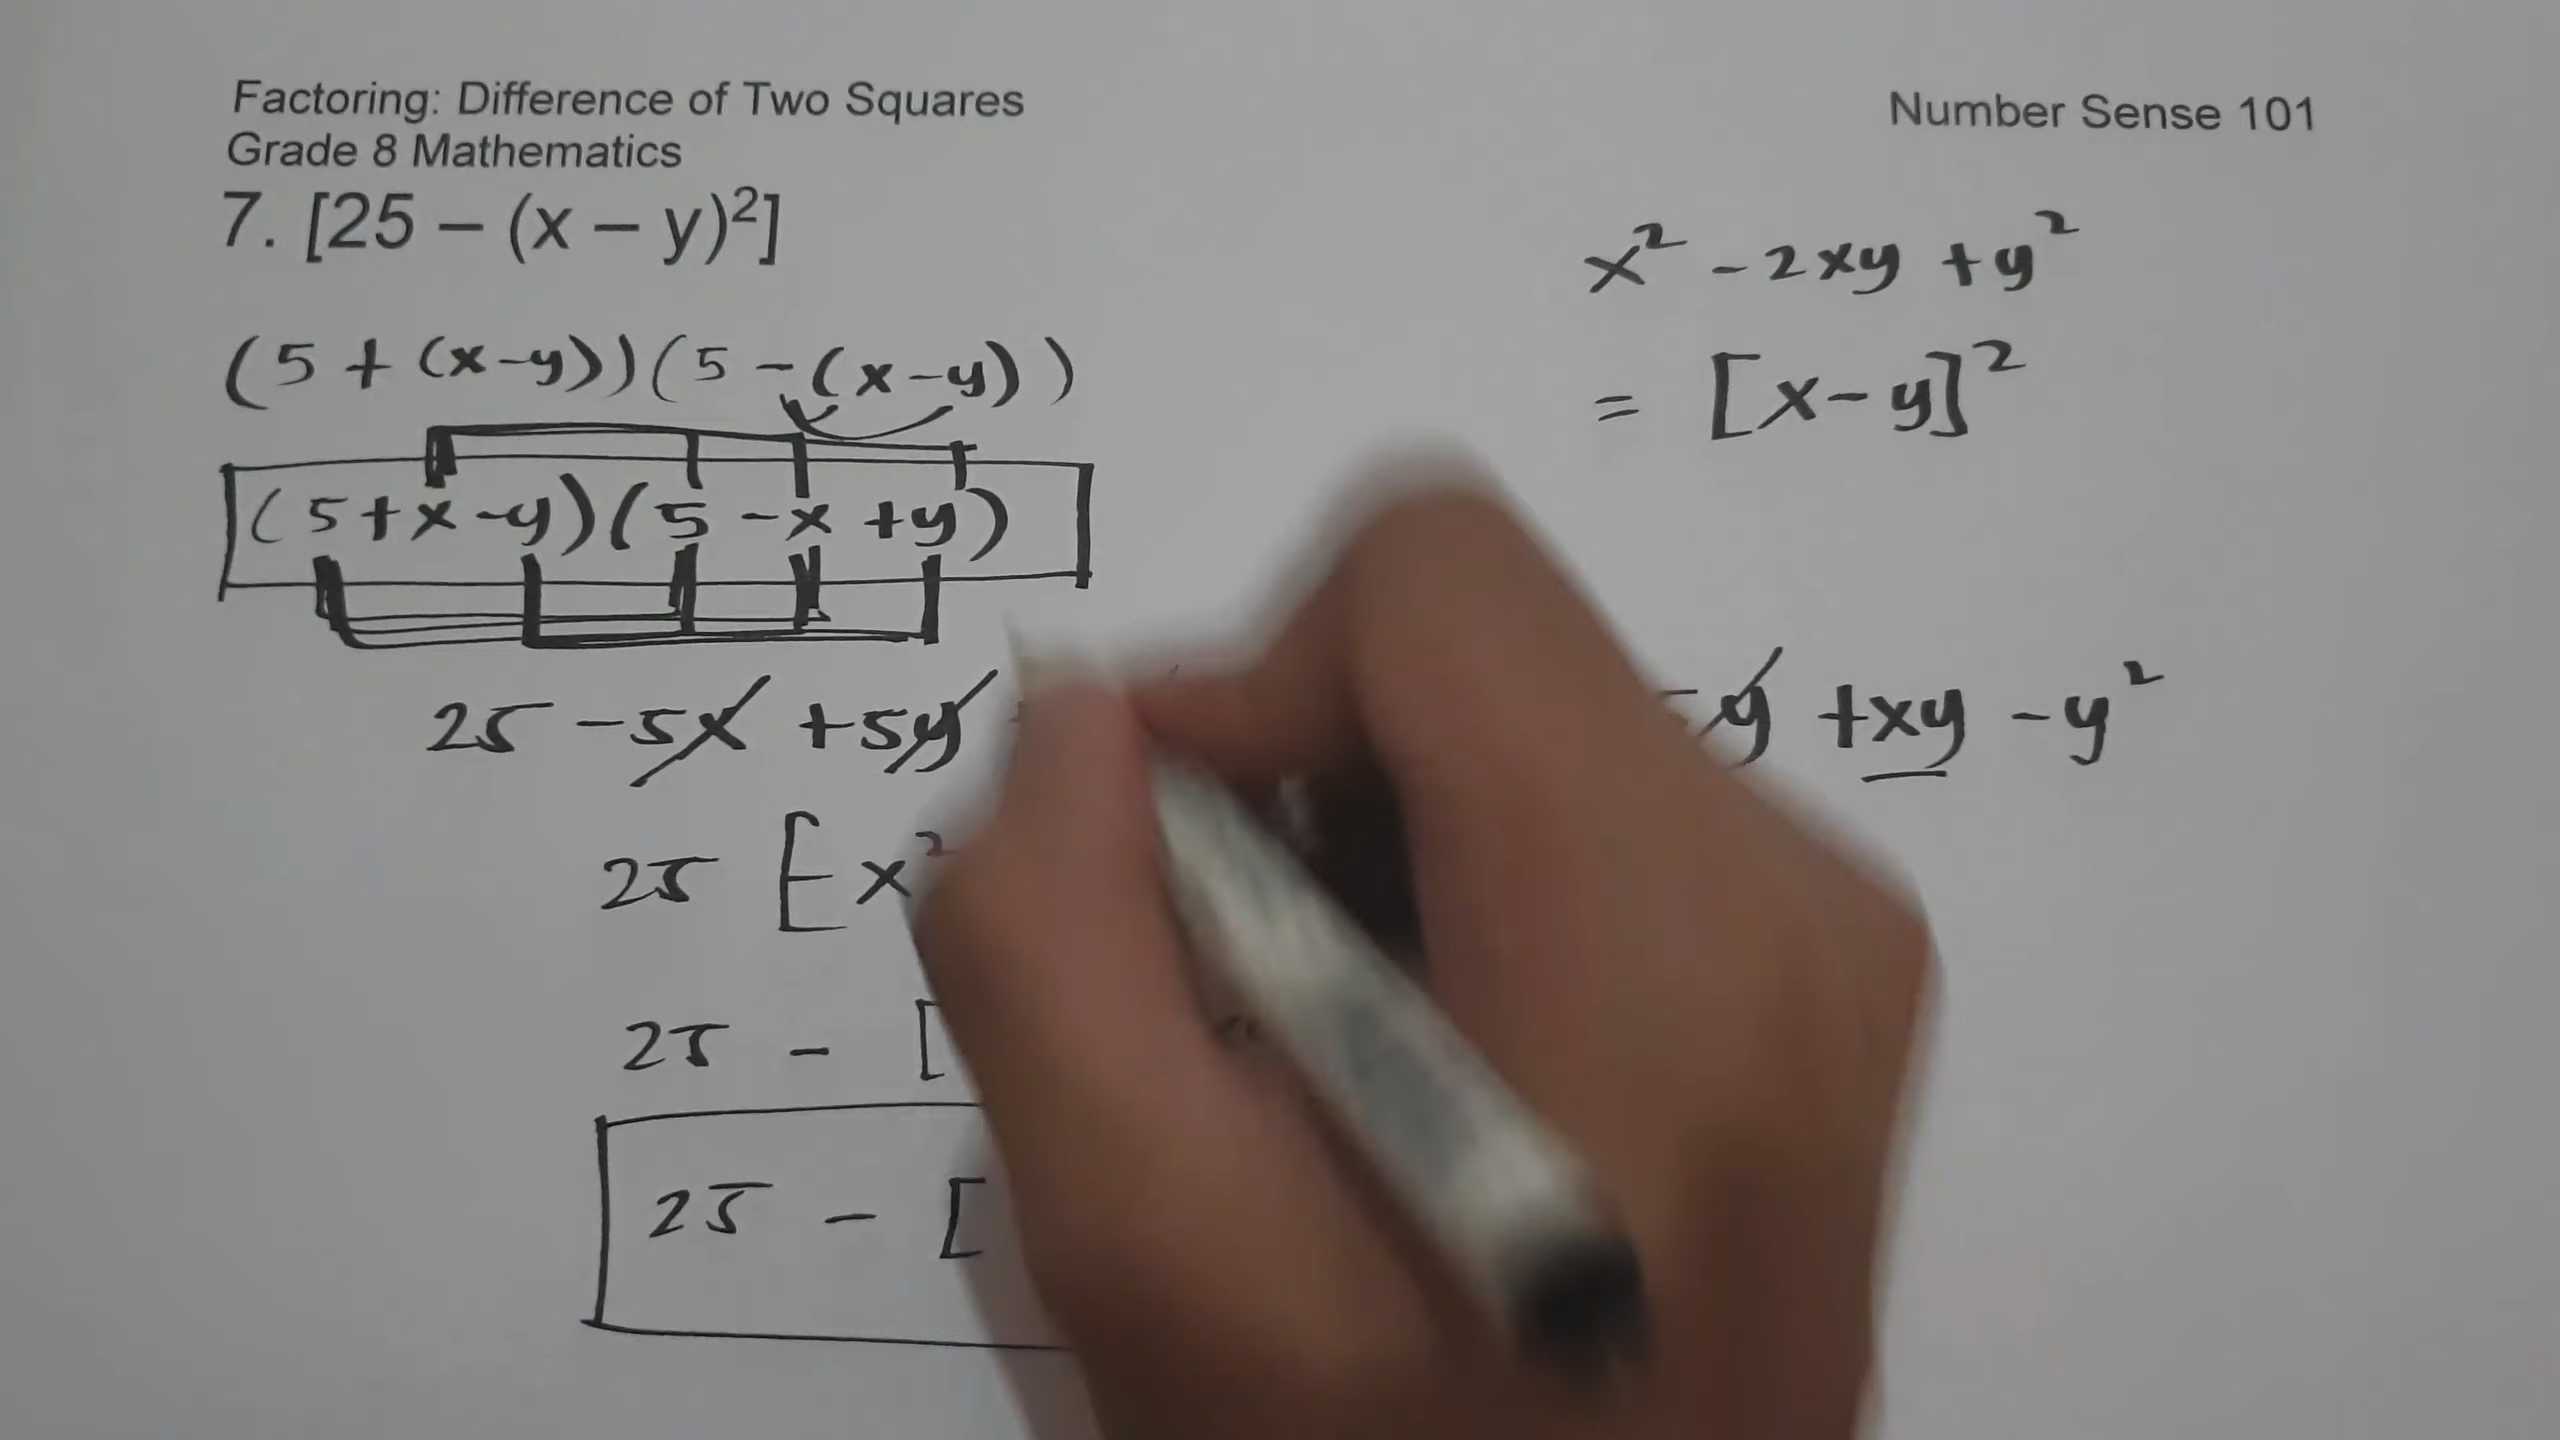 Factoring: Difference of Two Squares
Grade 8 Mathematics
Number Sense 101
7. [25 – (x – y)²]
(5 + (x-y))(5 -(x-y))
(5+x-y)(5 -x +y)
x² -2xy +y²
= [x-y]²
25 -5x +5y
y +xy -y²
25 [-x²
25 - [
25 - [